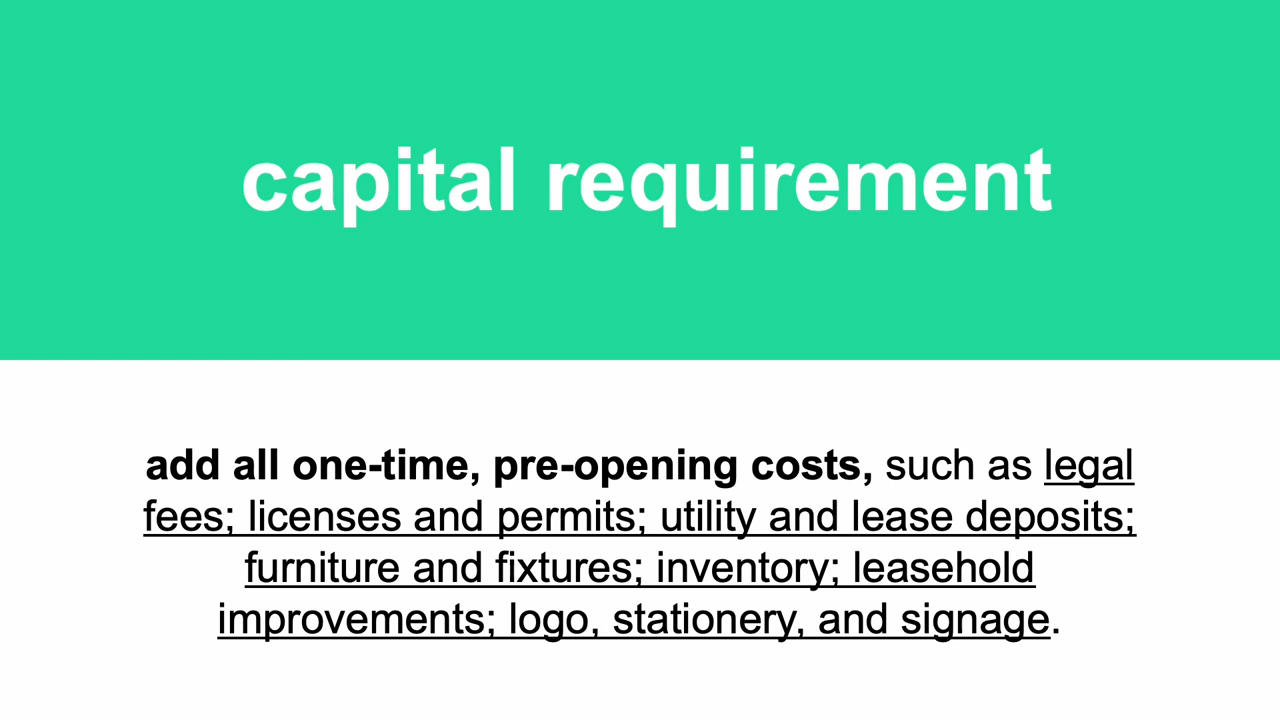 capital requirement
add all one-time, pre-opening costs, such as legal
fees; licenses and permits; utility and lease deposits;
furniture and fixtures; inventory; leasehold
improvements; logo, stationery, and signage.